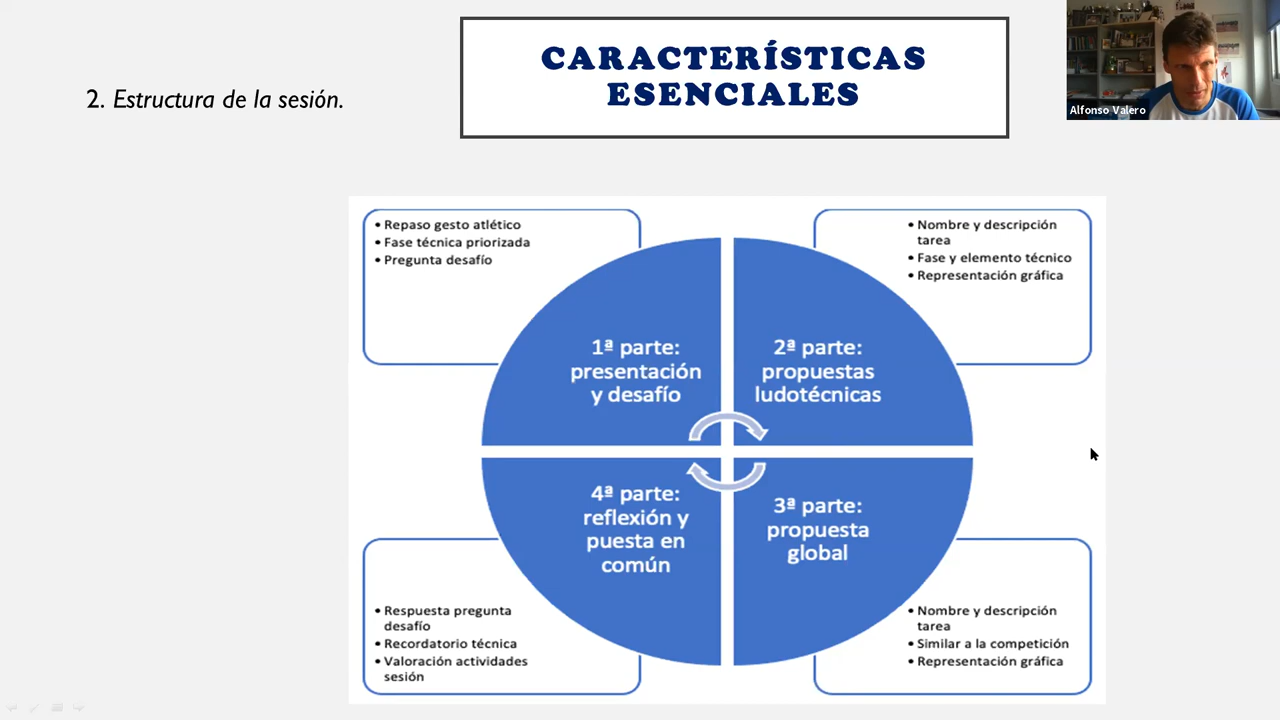 CARACTERÍSTICAS
ESENCIALES
2. Estructura de la sesión.
Alfonso Valero
• Repaso gesto atlético
• Fase técnica priorizada
• Pregunta desafío
• Nombre y descripción
tarea
• Fase y elemento técnico
• Representación gráfica
1ª parte:
presentación
y desafío
2ª parte:
propuestas
ludotécnicas
4ª parte:
reflexión y
puesta en
común
3ª parte:
propuesta
global
• Respuesta pregunta
desafío
• Recordatorio técnica
• Valoración actividades
sesión
• Nombre y descripción
tarea
• Similar a la competición
• Representación gráfica